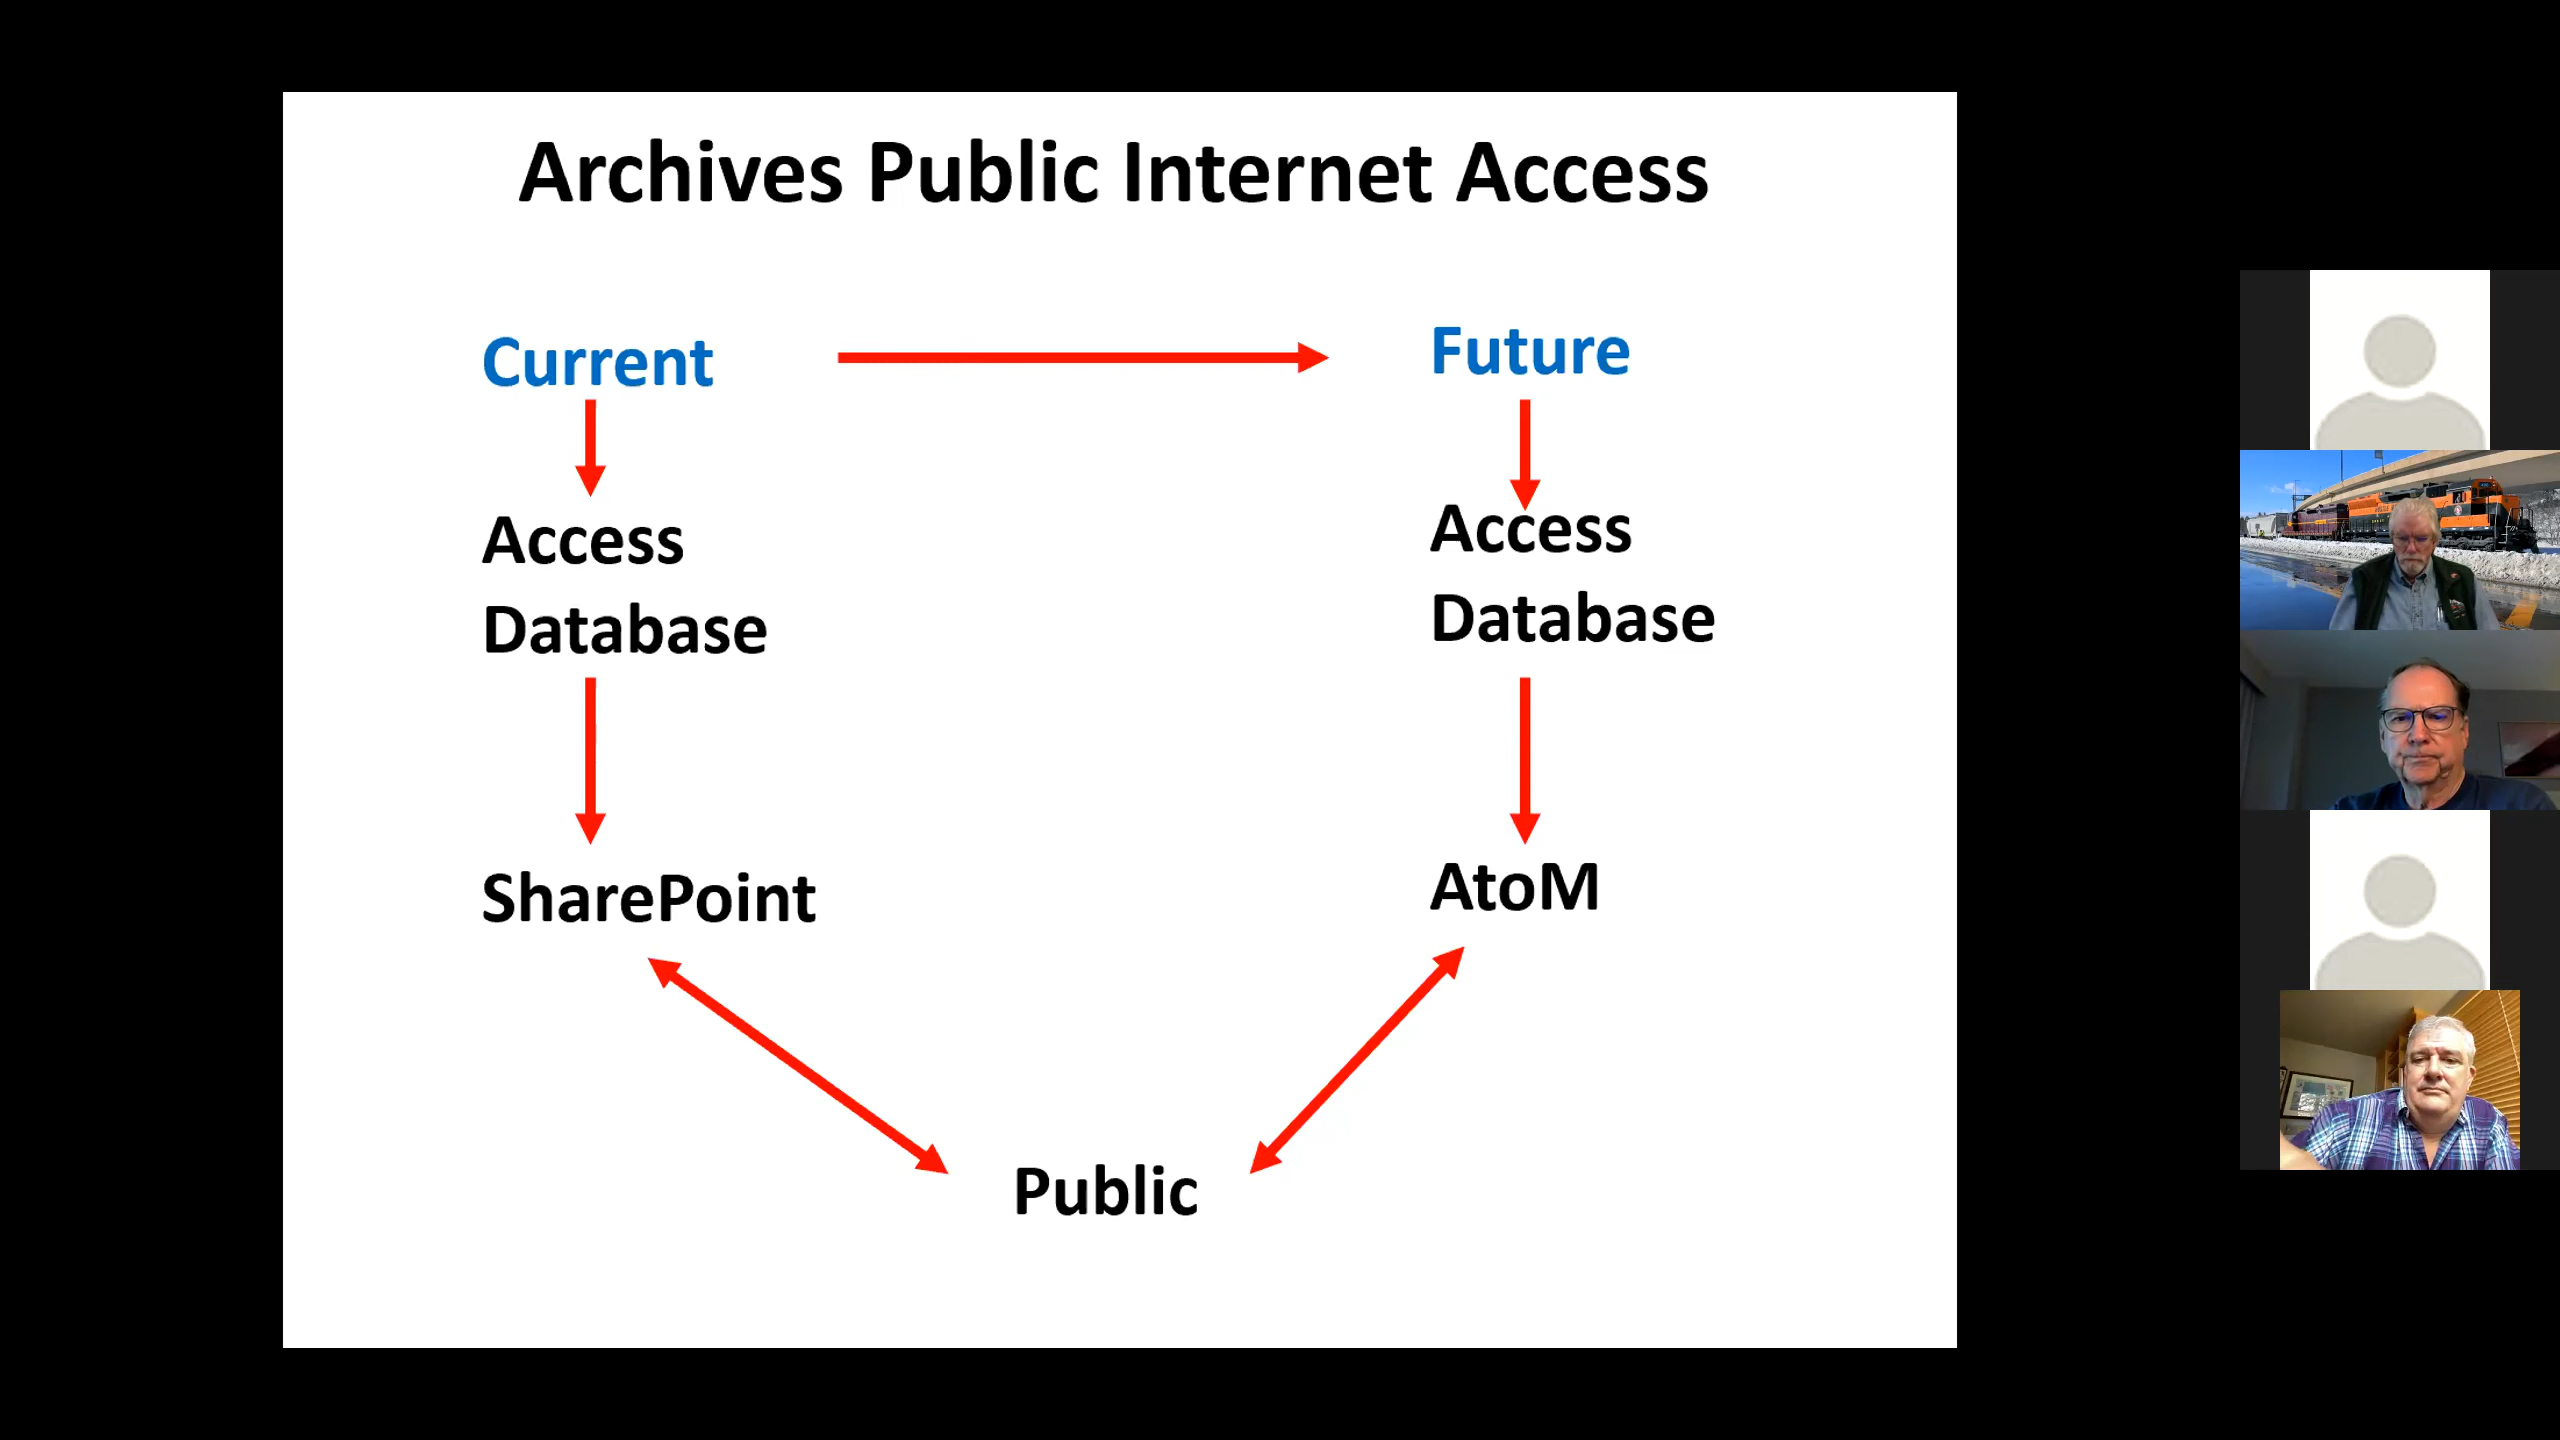 Archives Public Internet Access
Current
Future
Access
Database
Access
Database
SharePoint
AtoM
Public